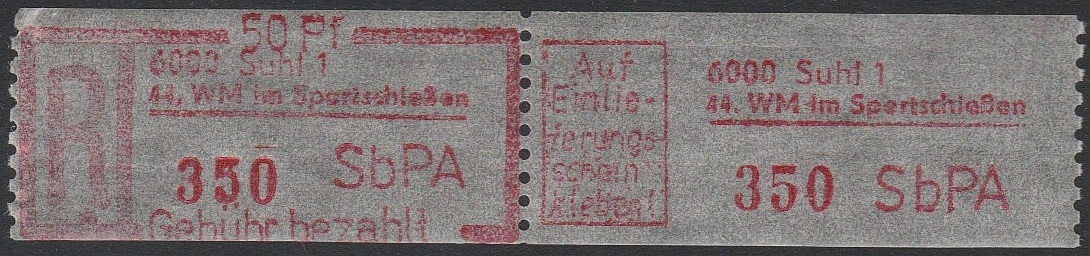 50 Pf
R
6000 Suhl 1
44. WM im Sportschießen
350 SbPA
Gebühr bezahlt
Auf
Einlie-
ferungs-
schein
kleben!
6000 Suhl 1
44. WM im Sportschießen
350 SbPA